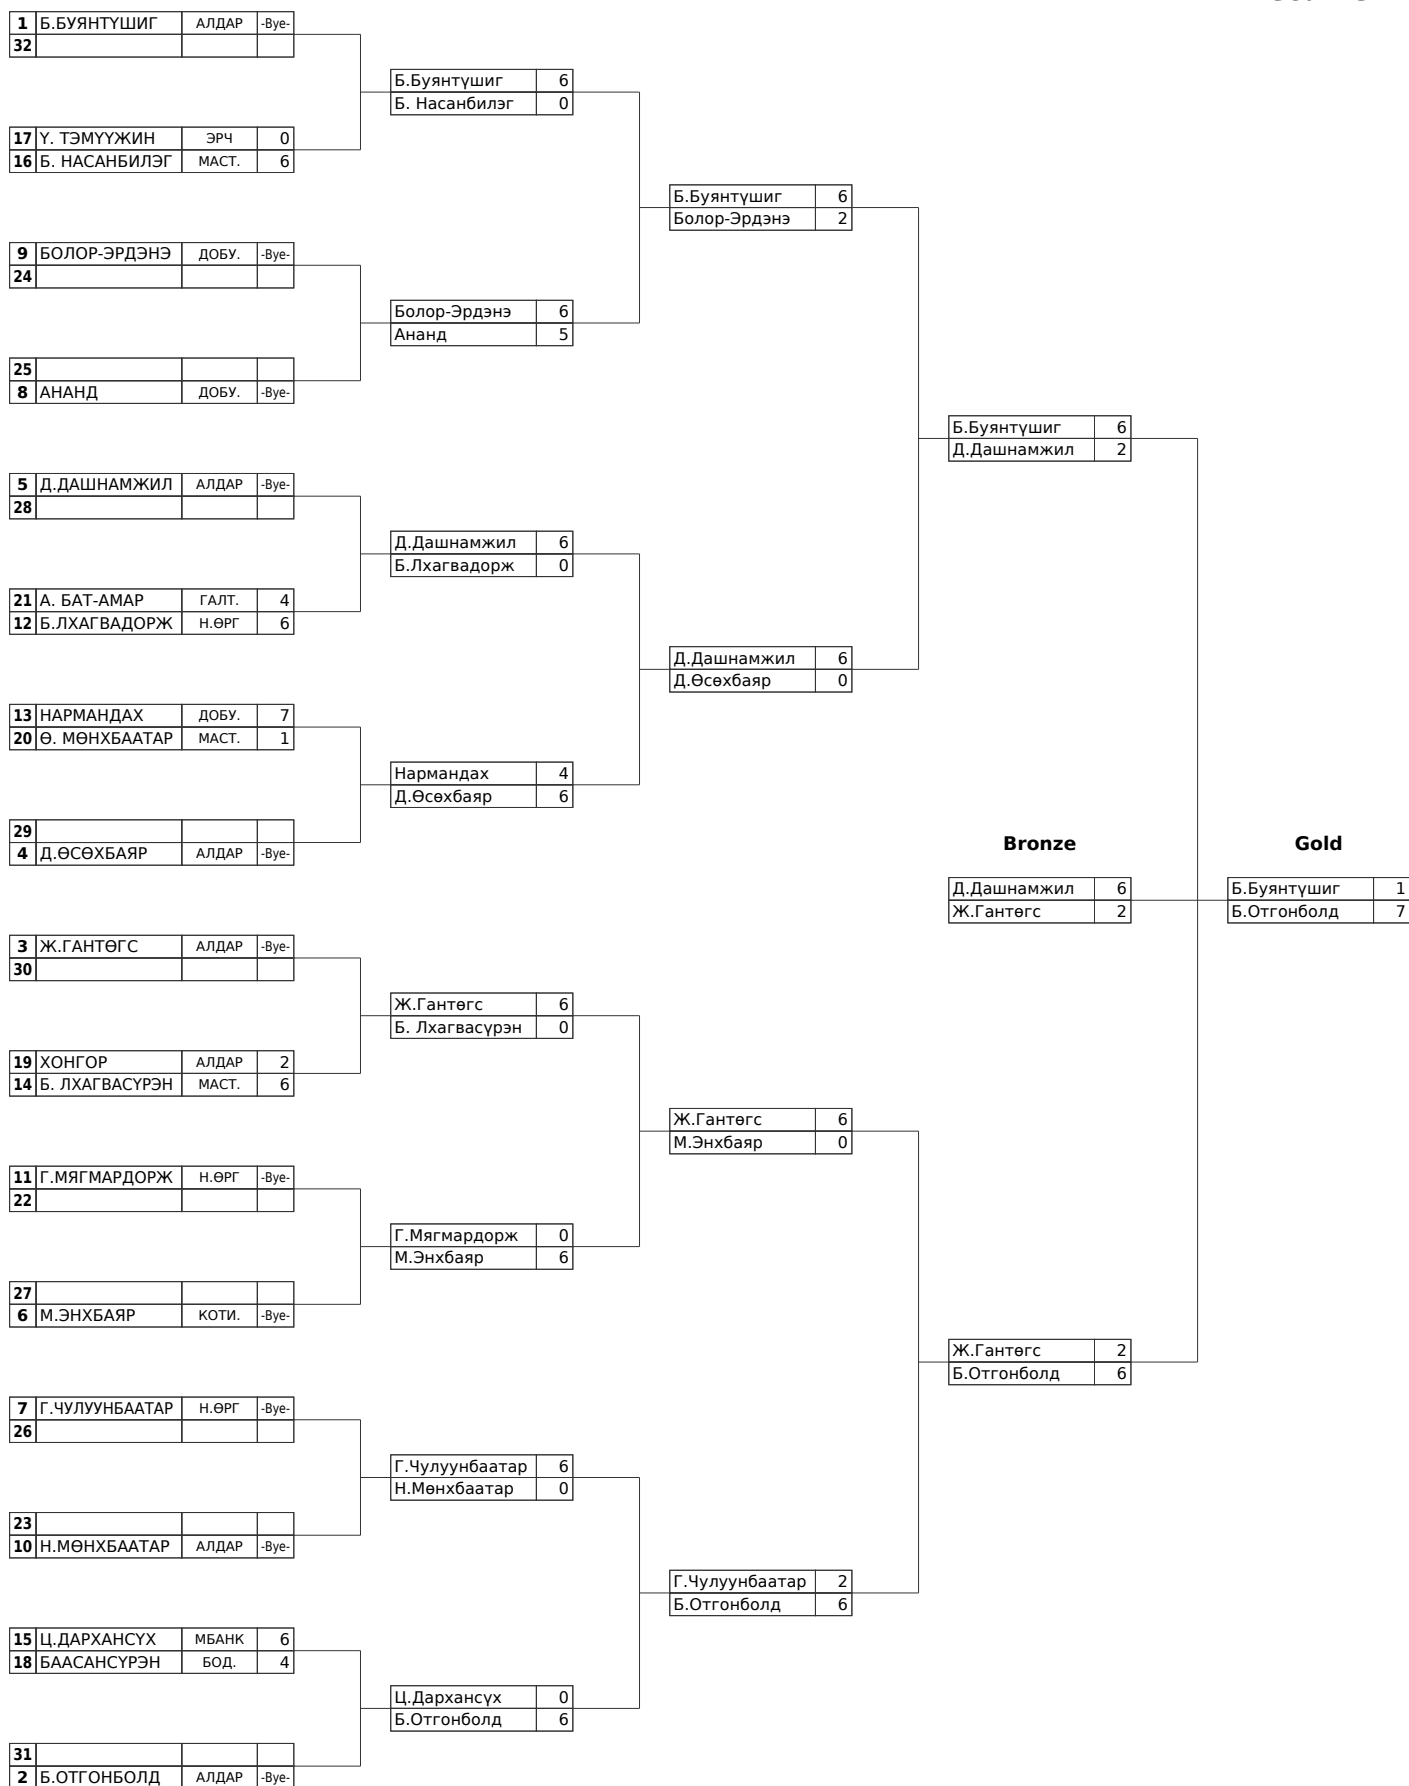 1 Б.БУЯНТҮШИГ АЛДАР -Bye-
32
17 Ү. ТЭМҮҮЖИН ЭРЧ 0
16 Б. НАСАНБИЛЭГ МАСТ. 6
9 БОЛОР-ЭРДЭНЭ ДОБУ. -Bye-
24
25
8 АНАНД ДОБУ. -Bye-
5 Д.ДАШНАМЖИЛ АЛДАР -Bye-
28
21 А. БАТ-АМАР ГАЛТ. 4
12 Б.ЛХАГВАДОРЖ Н.ӨРГ 6
13 НАРМАНДАХ ДОБУ. 7
20 Ө. МӨНХБААТАР МАСТ. 1
29
4 Д.ӨСӨХБАЯР АЛДАР -Bye-
3 Ж.ГАНТӨГС АЛДАР -Bye-
30
19 ХОНГОР АЛДАР 2
14 Б. ЛХАГВАСҮРЭН МАСТ. 6
11 Г.МЯГМАРДОРЖ Н.ӨРГ -Bye-
22
27
6 М.ЭНХБАЯР КОТИ. -Bye-
7 Г.ЧУЛУУНБААТАР Н.ӨРГ -Bye-
26
23
10 Н.МӨНХБААТАР АЛДАР -Bye-
15 Ц.ДАРХАНСҮХ МБАНК 6
18 БААСАНСҮРЭН БОД. 4
31
2 Б.ОТГОНБОЛД АЛДАР -Bye-
Б.Буянтүшиг 6
Б. Насанбилэг 0
Болор-Эрдэнэ 6
Ананд 5
Д.Дашнамжил 6
Б.Лхагвадорж 0
Нармандах 4
Д.Өсөхбаяр 6
Ж.Гантөгс 6
Б. Лхагвасүрэн 0
Г.Мягмардорж 0
М.Энхбаяр 6
Г.Чулуунбаатар 6
Н.Мөнхбаатар 0
Ц.Дархансүх 0
Б.Отгонболд 6
Б.Буянтүшиг 6
Болор-Эрдэнэ 2
Д.Дашнамжил 6
Д.Өсөхбаяр 0
Ж.Гантөгс 6
М.Энхбаяр 0
Г.Чулуунбаатар 2
Б.Отгонболд 6
Б.Буянтүшиг 6
Д.Дашнамжил 2
Ж.Гантөгс 2
Б.Отгонболд 6
Bronze
Д.Дашнамжил 6
Ж.Гантөгс 2
Gold
Б.Буянтүшиг 1
Б.Отгонболд 7